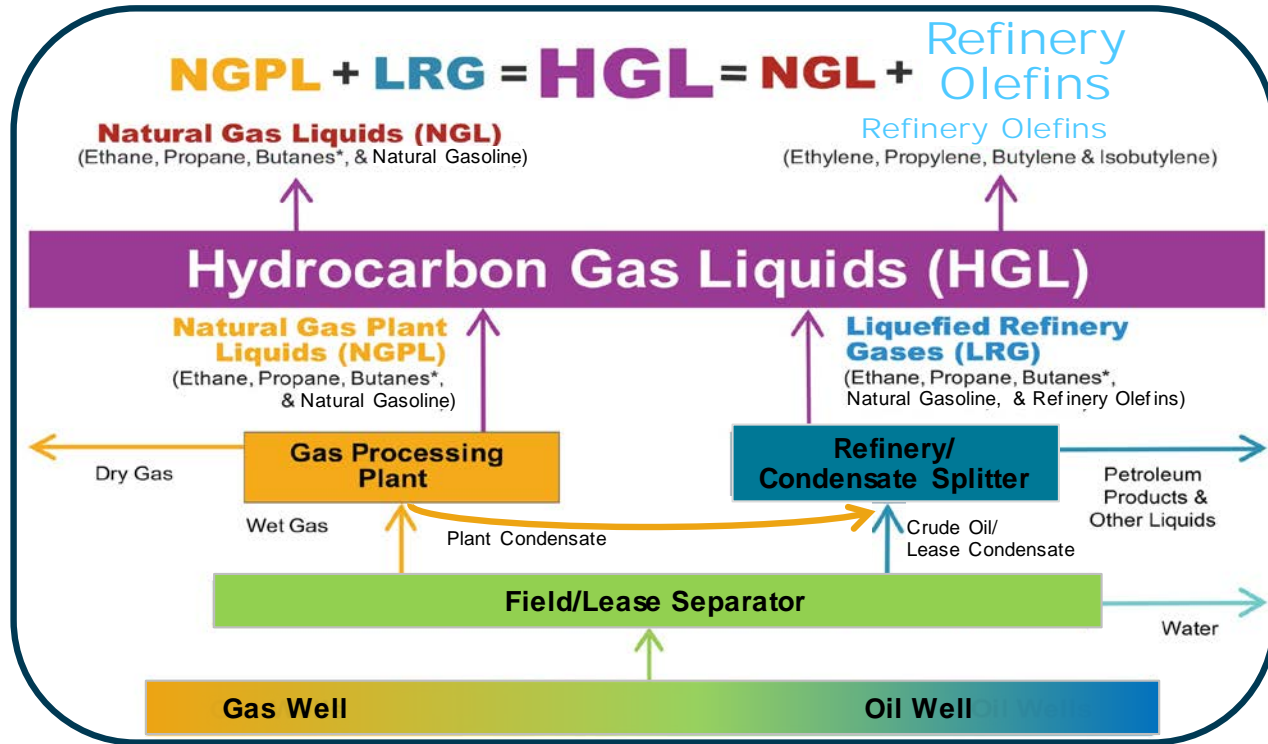 NGPL + LRG = HGL = NGL + Refinery Olefins
Natural Gas Liquids (NGL)
(Ethane, Propane, Butanes*, & Natural Gasoline)
Refinery Olefins
(Ethylene, Propylene, Butylene & Isobutylene)
Hydrocarbon Gas Liquids (HGL)
Natural Gas Plant
Liquids (NGPL)
(Ethane, Propane, Butanes*,
& Natural Gasoline)
Liquefied Refinery
Gases (LRG)
(Ethane, Propane, Butanes*,
Natural Gasoline, & Refinery Olefins)
Dry Gas
Gas Processing
Plant
Refinery/
Condensate Splitter
Petroleum
Products &
Other Liquids
Wet Gas
Plant Condensate
Crude Oil/
Lease Condensate
Field/Lease Separator
Water
Gas Well
Oil Well